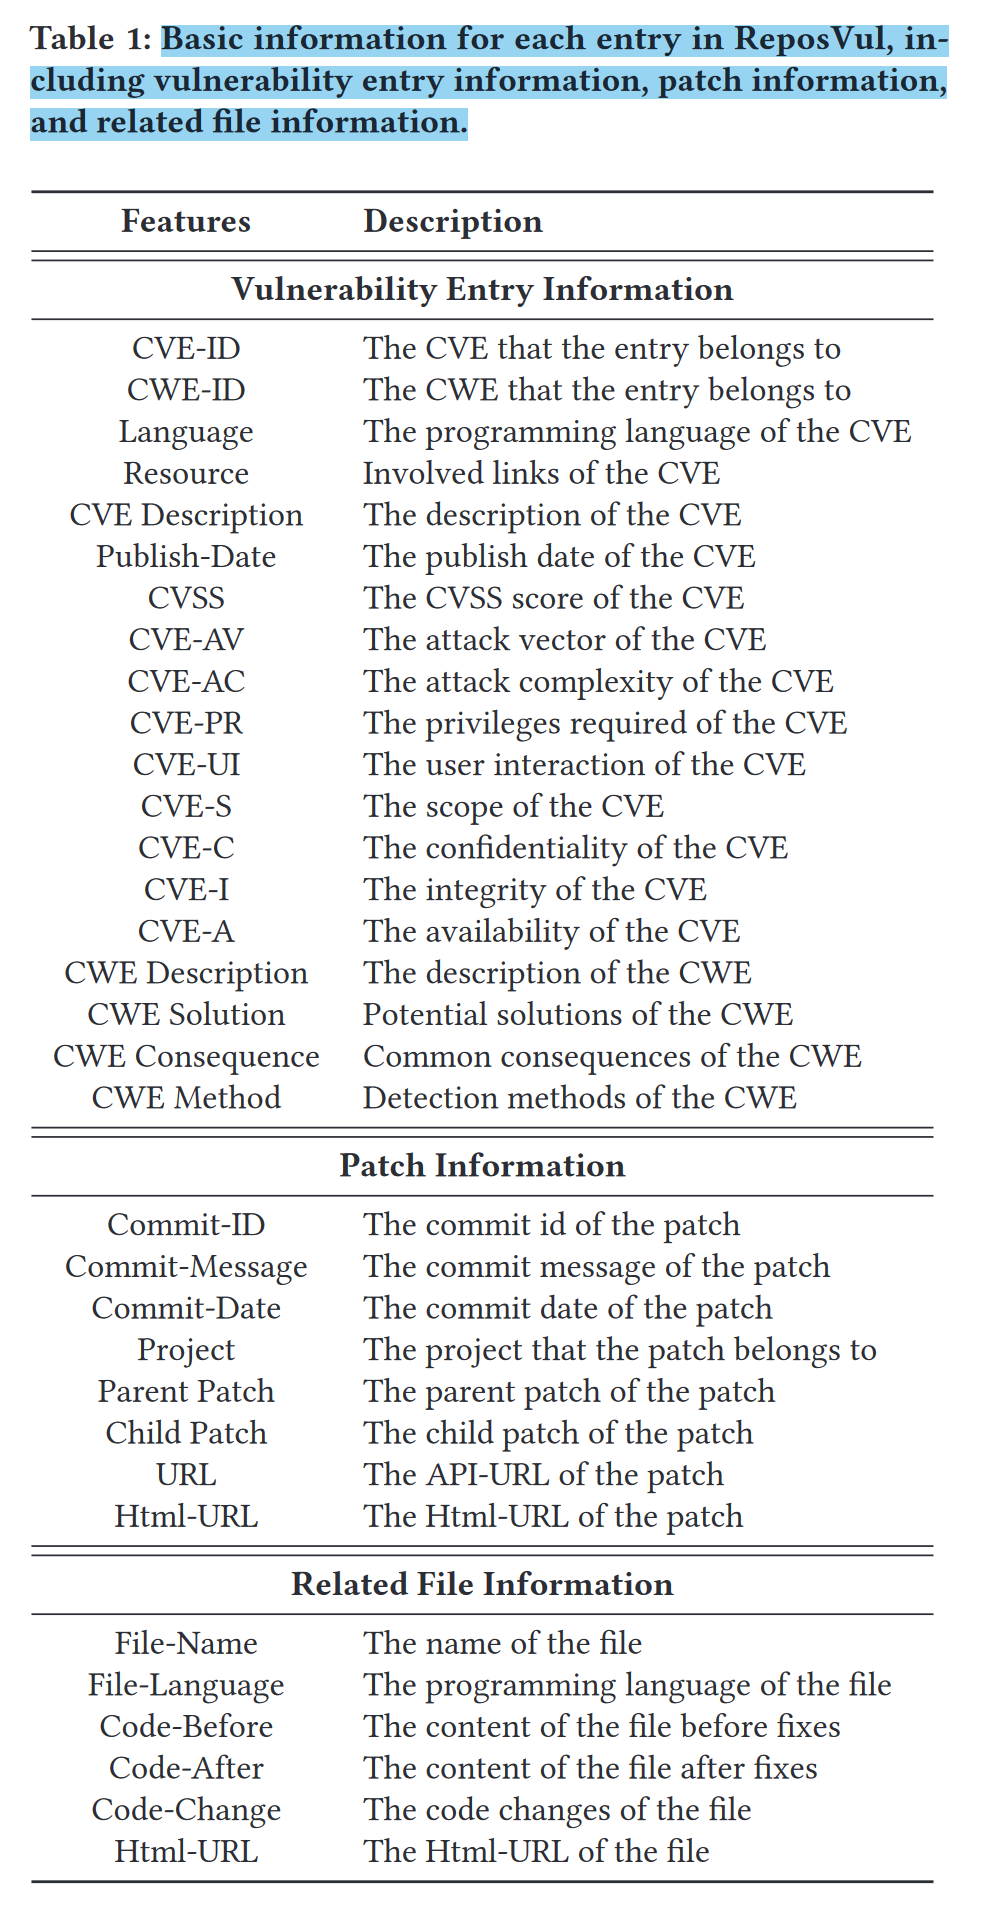 Table 1: Basic information for each entry in ReposVul, in-
cluding vulnerability entry information, patch information,
and related file information.
Features Description
Vulnerability Entry Information
CVE-ID The CVE that the entry belongs to
CWE-ID The CWE that the entry belongs to
Language The programming language of the CVE
Resource Involved links of the CVE
CVE Description The description of the CVE
Publish-Date The publish date of the CVE
CVSS The CVSS score of the CVE
CVE-AV The attack vector of the CVE
CVE-AC The attack complexity of the CVE
CVE-PR The privileges required of the CVE
CVE-UI The user interaction of the CVE
CVE-S The scope of the CVE
CVE-C The confidentiality of the CVE
CVE-I The integrity of the CVE
CVE-A The availability of the CVE
CWE Description The description of the CWE
CWE Solution Potential solutions of the CWE
CWE Consequence Common consequences of the CWE
CWE Method Detection methods of the CWE
Patch Information
Commit-ID The commit id of the patch
Commit-Message The commit message of the patch
Commit-Date The commit date of the patch
Project The project that the patch belongs to
Parent Patch The parent patch of the patch
Child Patch The child patch of the patch
URL The API-URL of the patch
Html-URL The Html-URL of the patch
Related File Information
File-Name The name of the file
File-Language The programming language of the file
Code-Before The content of the file before fixes
Code-After The content of the file after fixes
Code-Change The code changes of the file
Html-URL The Html-URL of the file